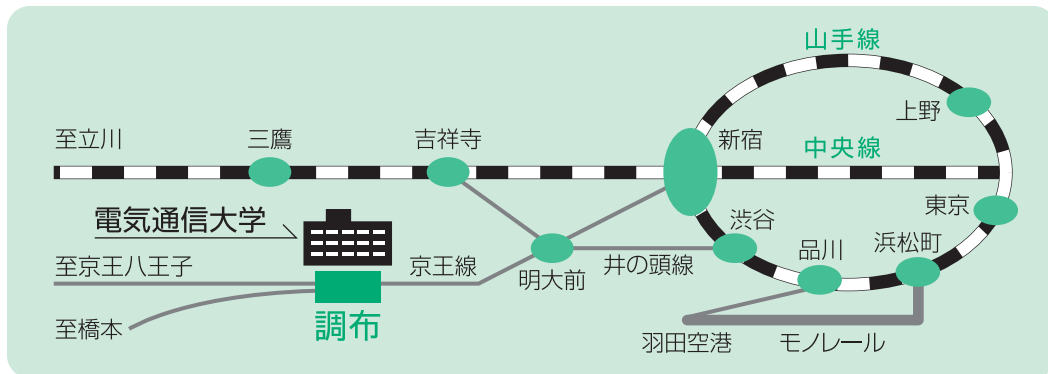 山手線
上野
至立川
三鷹
吉祥寺
新宿
中央線
電気通信大学
渋谷
東京
品川
浜松町
至京王八王子
京王線
明大前
井の頭線
至橋本
調布
羽田空港
モノレール